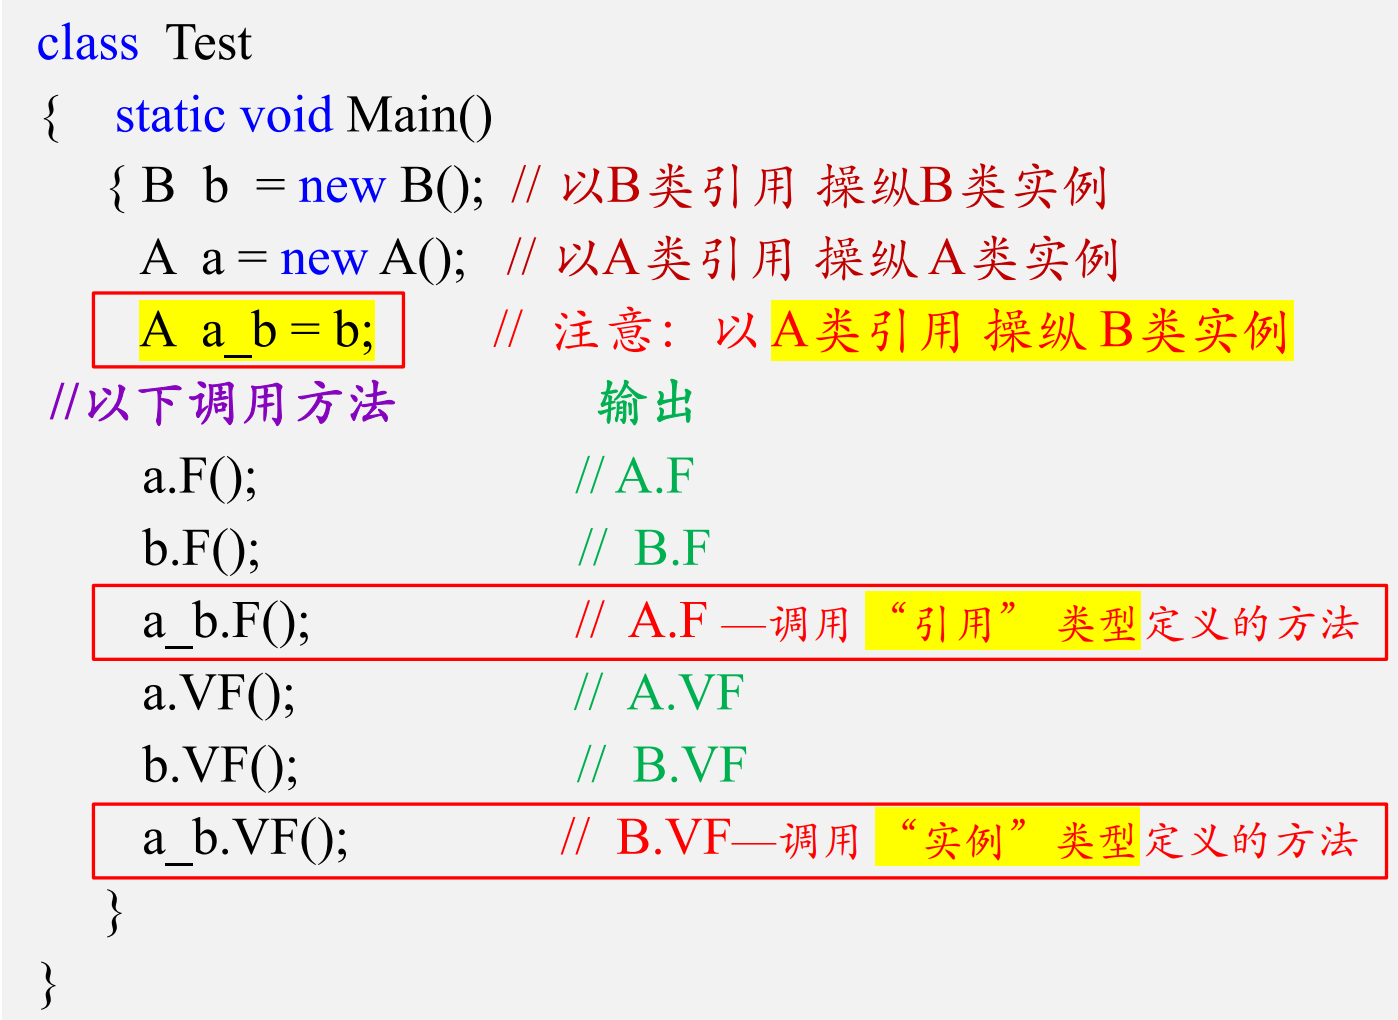 class Test
{ static void Main()
{ B b = new B(); // 以B类引用 操纵B类实例
A a = new A(); // 以A类引用 操纵 A类实例
A a_b = b; // 注意： 以 A类引用 操纵 B类实例
//以下调用方法 输出
a.F(); // A.F
b.F(); // B.F
a_b.F(); // A.F —调用 “引用” 类型定义的方法
a.VF(); // A.VF
b.VF(); // B.VF
a_b.VF(); // B.VF—调用 “实例” 类型定义的方法
}
}